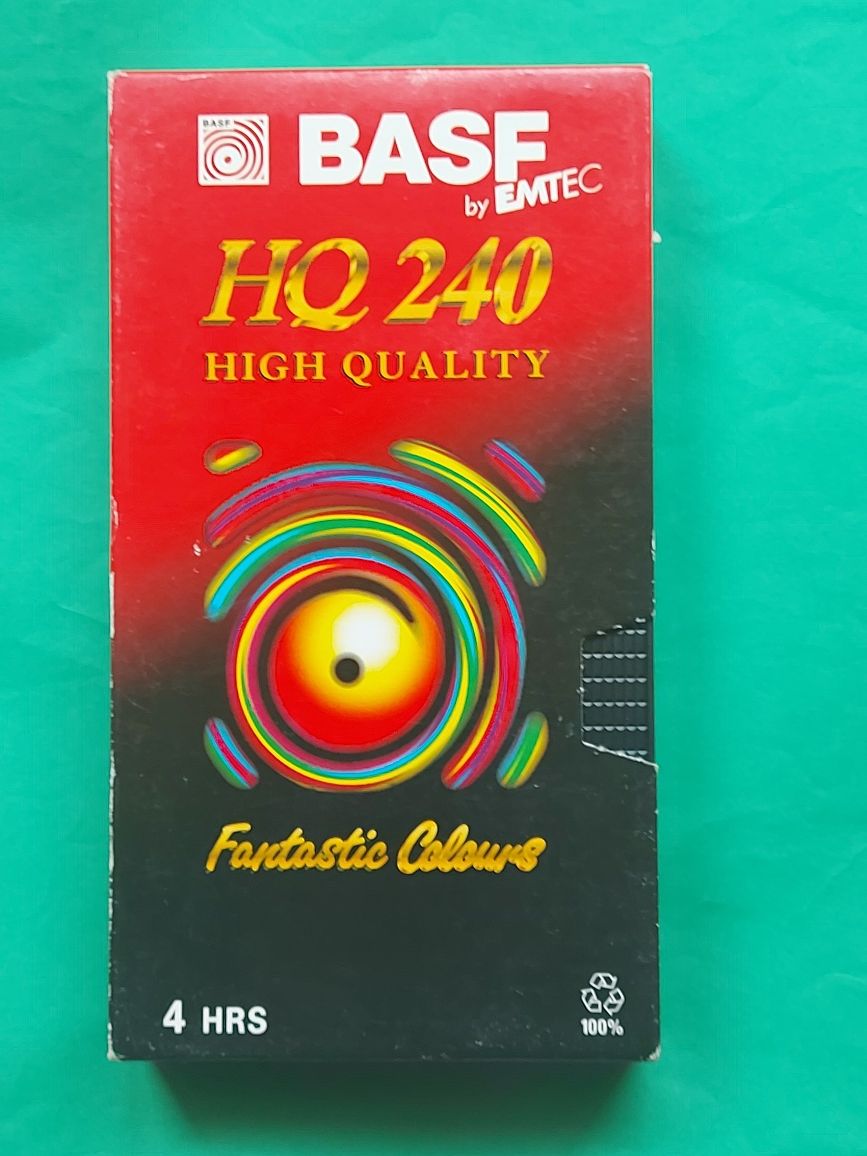 BASF
BASF
by EMTEC
HQ 240
HIGH QUALITY
Fantastic Colours
4 HRS
100%